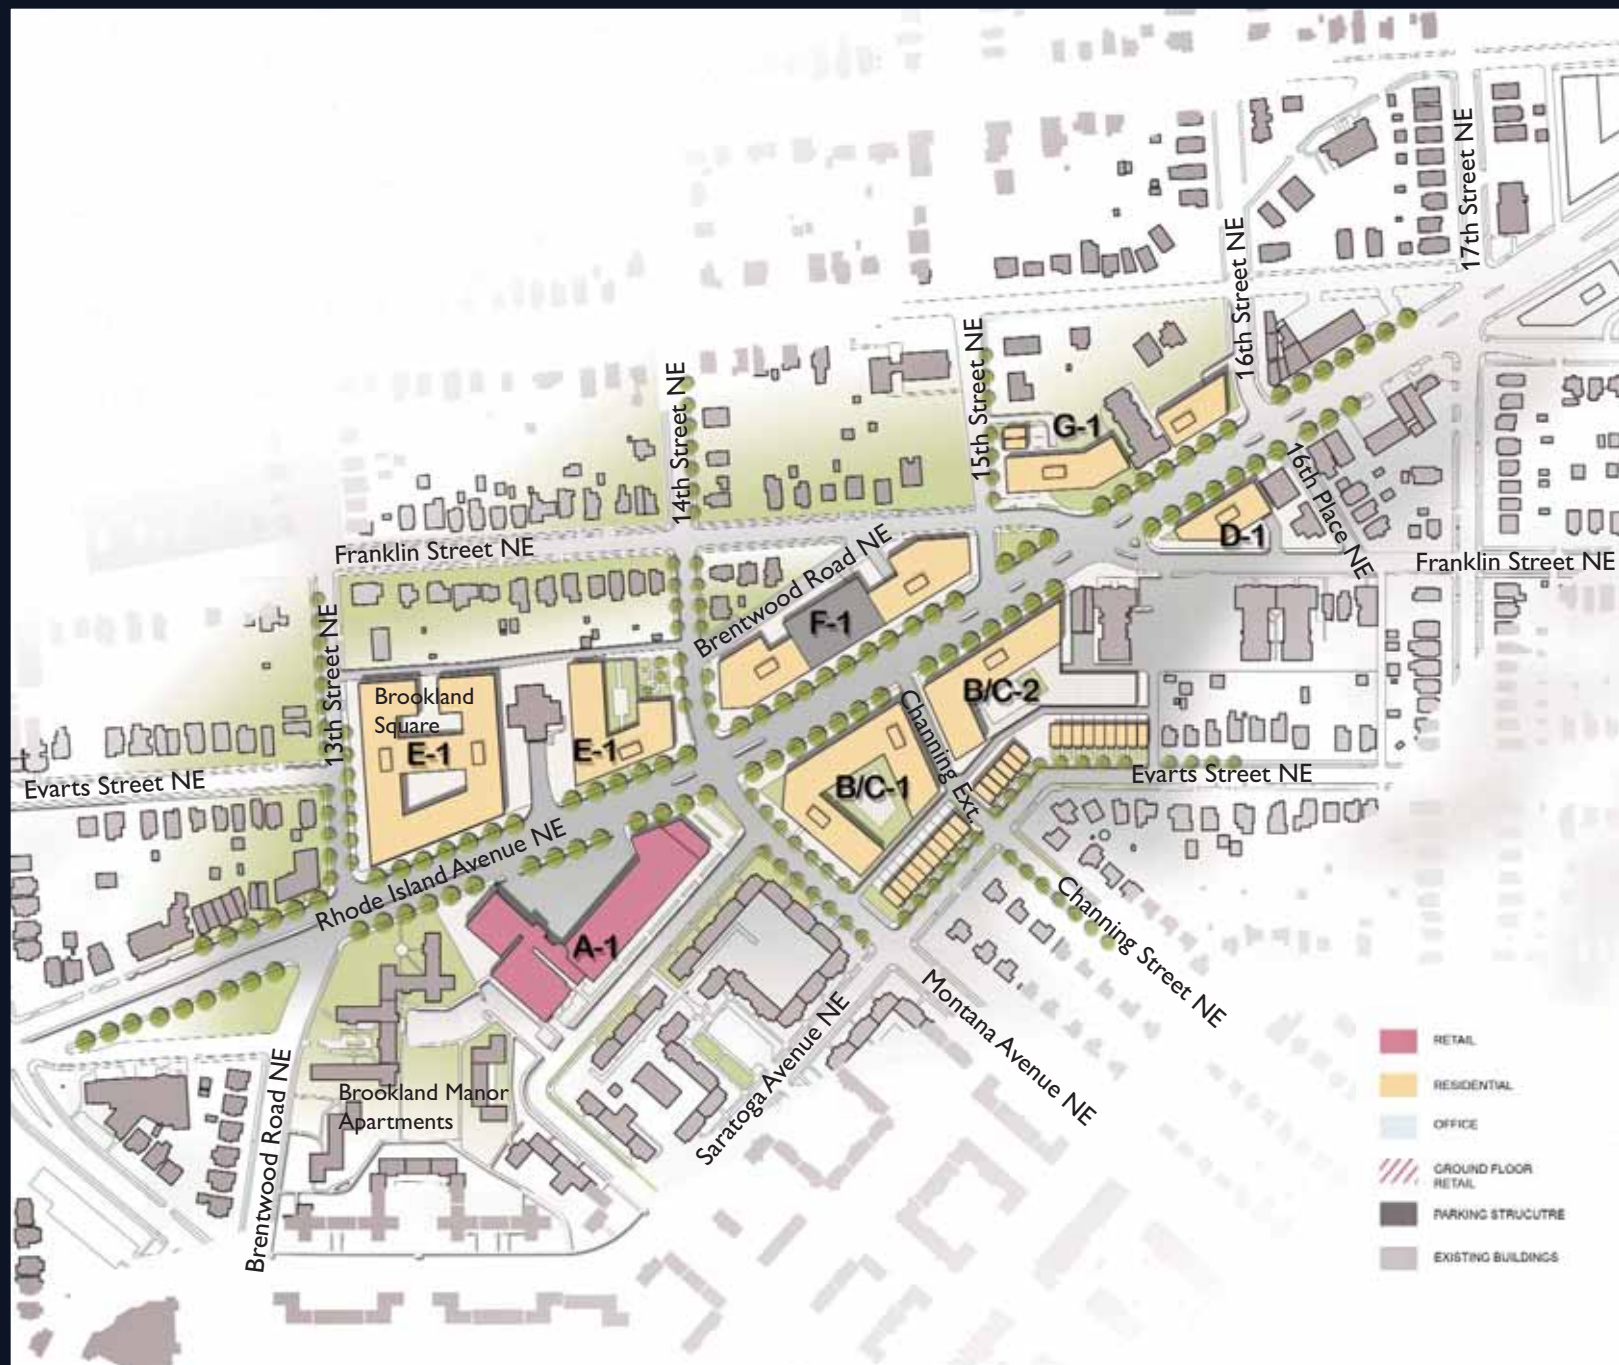 17th Street NE
16th Street NE
15th Street NE
14th Street NE
G-1
16th Place NE
D-1
Franklin Street NE
Franklin Street NE
Brentwood Road NE
F-1
13th Street NE
Brookland
Square
E-1
E-1
B/C-2
Channing Ext.
B/C-1
Evarts Street NE
Evarts Street NE
Rhode Island Avenue NE
A-1
Channing Street NE
Montana Avenue NE
Saratoga Avenue NE
Brookland Manor
Apartments
Brentwood Road NE
RETAIL
RESIDENTIAL
OFFICE
GROUND FLOOR
RETAIL
PARKING STRUCUTRE
EXISTING BUILDINGS